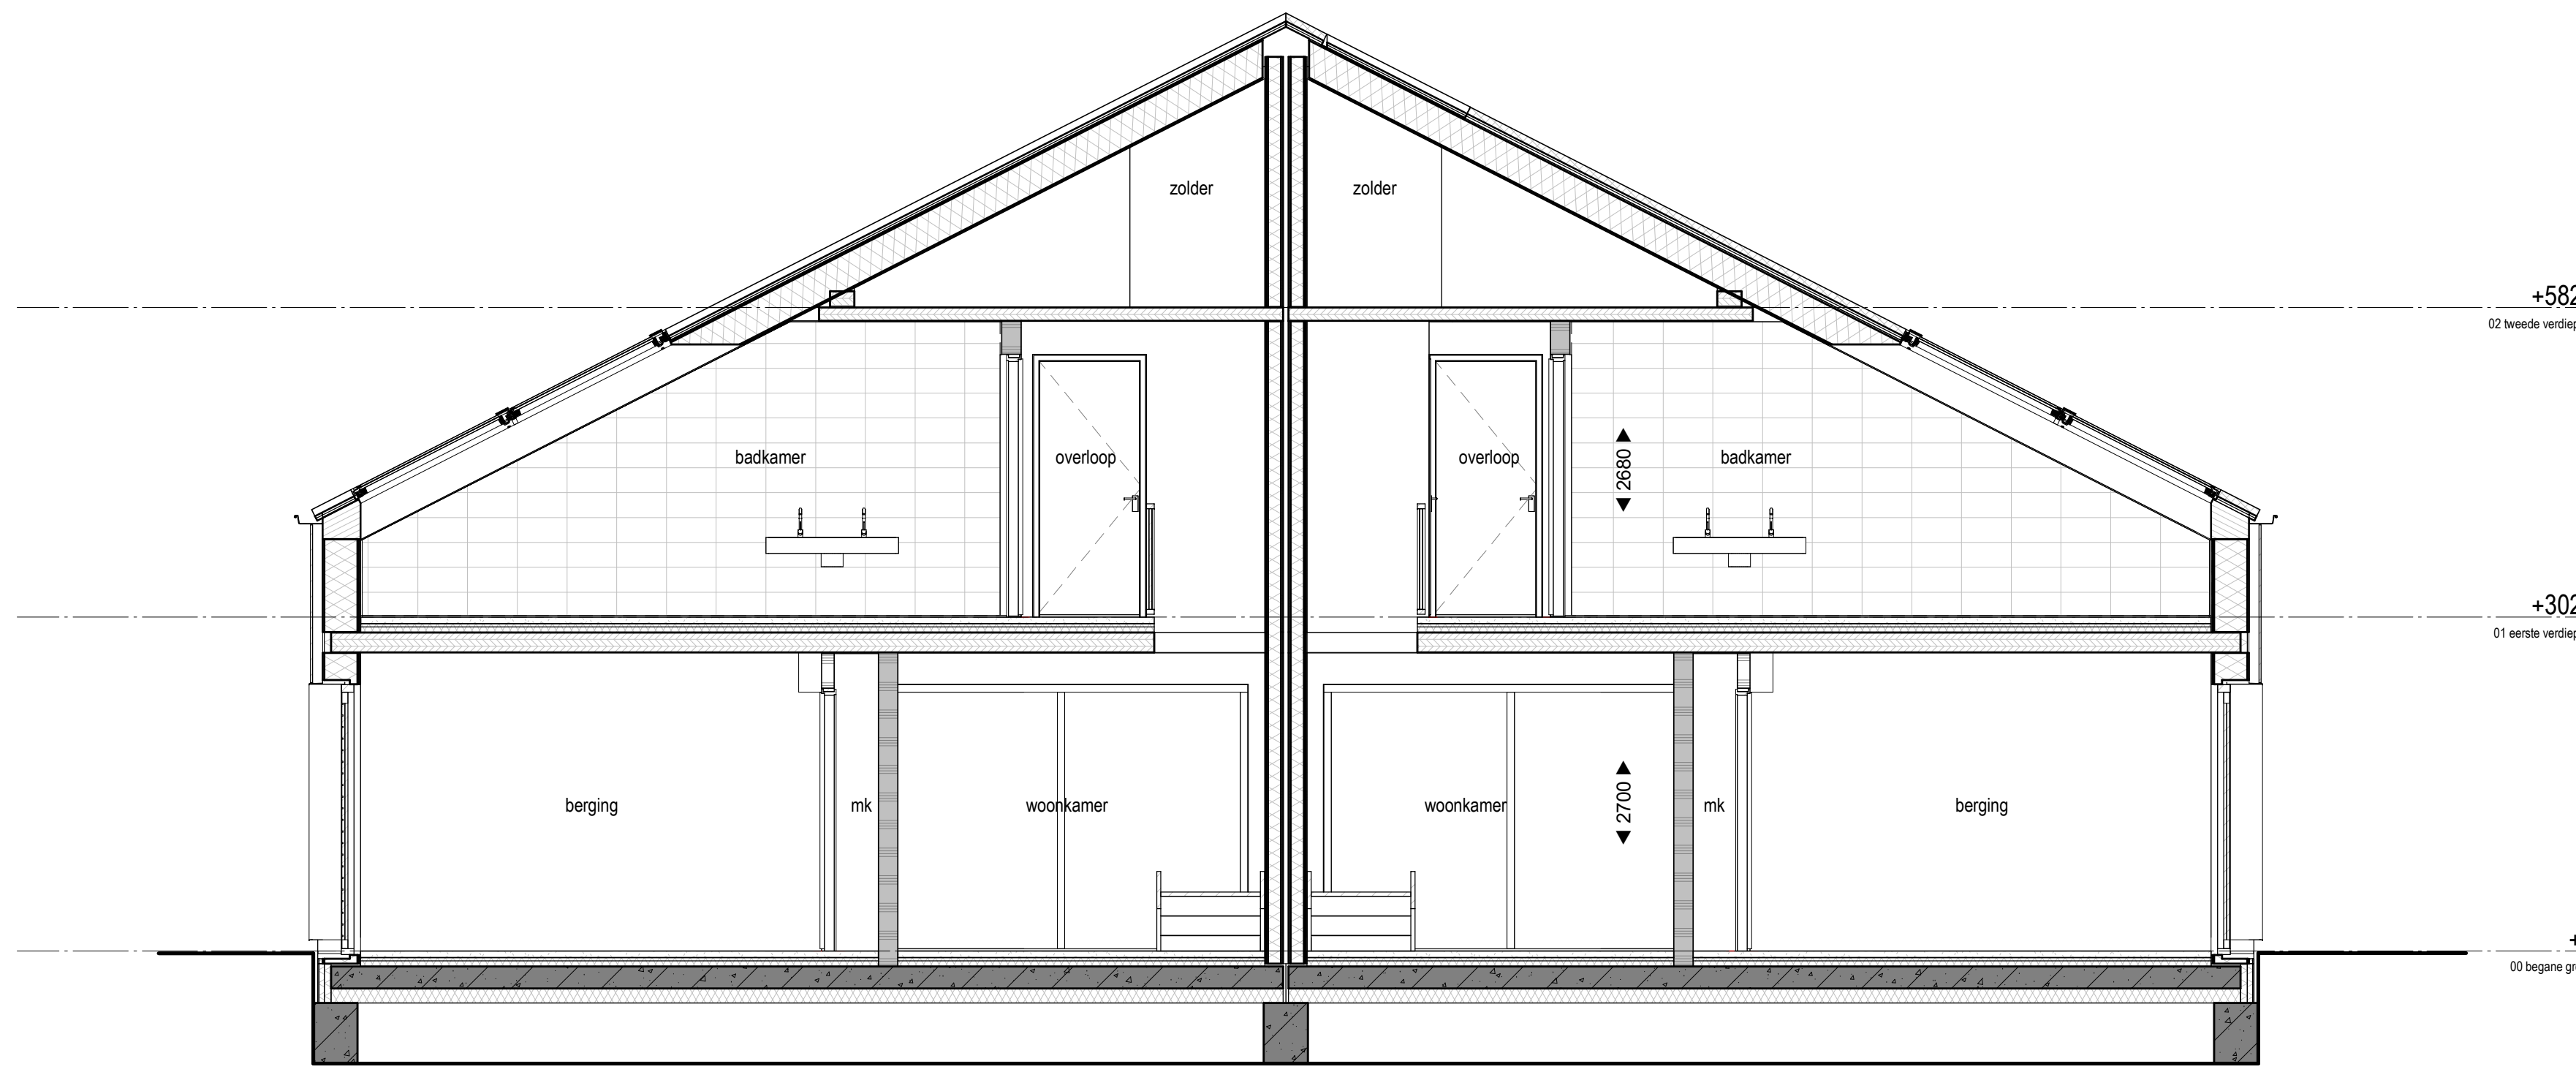 zolder
zolder
+582
02 tweede verdiep
badkamer
overloop
overloop
2680
badkamer
+302
01 eerste verdiep
berging
mk
woonkamer
woonkamer
2700
mk
berging
+
00 begane gr